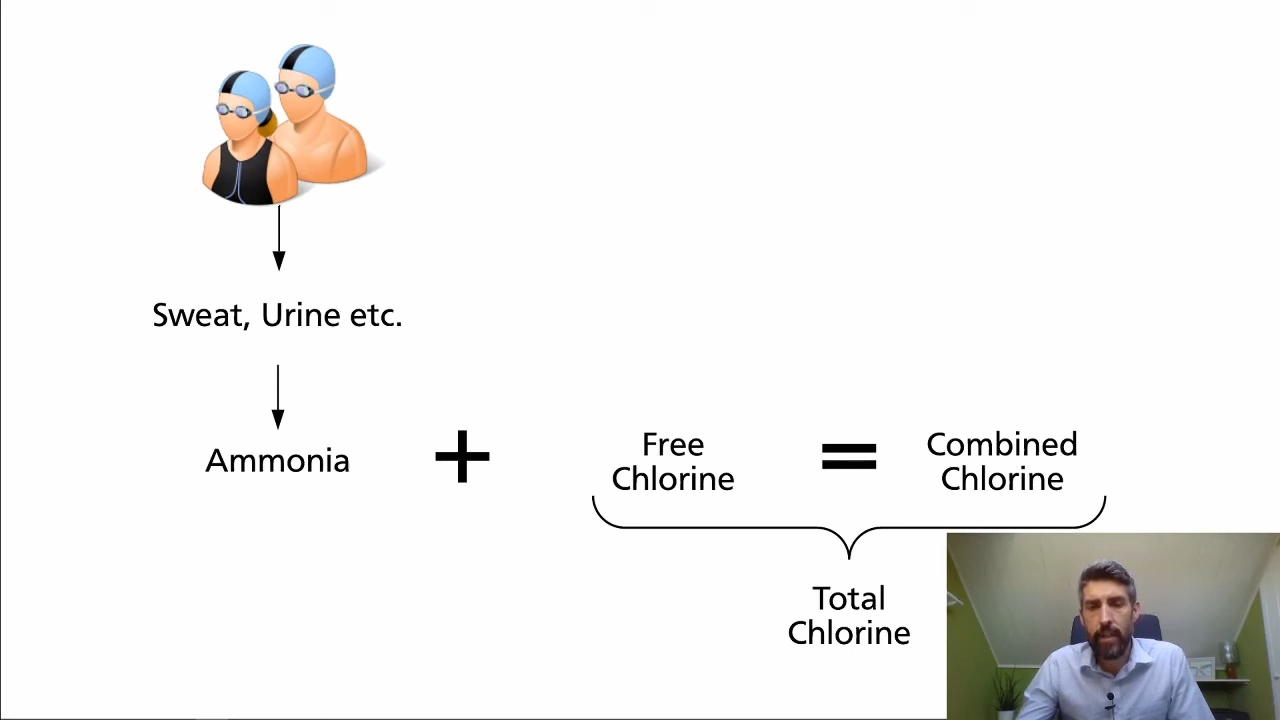 Sweat, Urine etc.
Ammonia
+
Free
Chlorine
=
Combined
Chlorine
Total
Chlorine